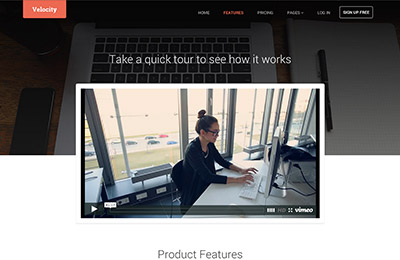 Velocity
HOME FEATURES PRICING PAGES LOG IN SIGN UP FREE
Take a quick tour to see how it works
HD vimeo
Product Features